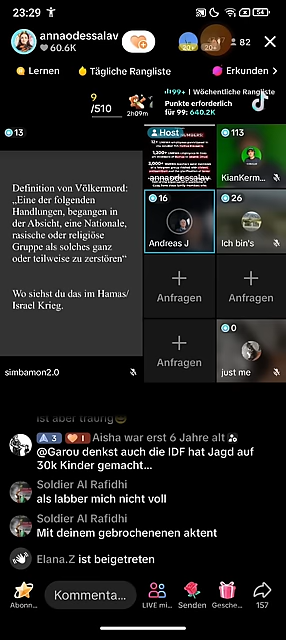 23:29
54
annaodessalav
60.6K
20+
20+
82
Lernen
Tägliche Rangliste
Erkunden
9
/510
2h09m
99+
Wöchentliche Rangliste
Punkte erforderlich
für 99: 640.2K
13
Definition von Völkermord:
„Eine der folgenden
Handlungen, begangen in
der Absicht, eine Nationale,
rasische oder religiöse
Gruppe als solches ganz
oder teilweise zu zerstören“
Wo siehst du das im Hamas/
Israel Krieg.
simbamon2.0
Host
annaodessalav
113
KianKerm...
16
Andreas J
26
Ich bin's
Anfragen
Anfragen
Anfragen
0
just me
ist aber traurig
3
1
Aisha war erst 6 Jahre alt
@Garou denkst auch die IDF hat Jagd auf
30k Kinder gemacht...
Soldier Al Rafidhi
als labber mich nicht voll
Soldier Al Rafidhi
Mit deinem gebrochenenen aktent
Elana.Z ist beigetreten
Abonn...
Kommenta...
LIVE mi...
Senden
Gesche...
157